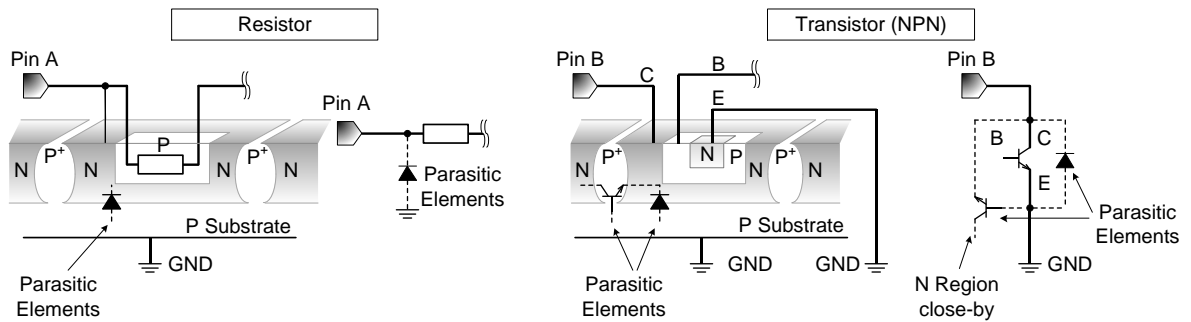 Resistor
Transistor (NPN)
Pin A
Pin A
N
P+
N
P
N
P+
N
Parasitic
Elements
P Substrate
GND
Parasitic
Elements
Pin B
C
B
E
N
P+
N
N
P
N
P+
N
P Substrate
GND
GND
Parasitic
Elements
Pin B
B
C
E
Parasitic
Elements
GND
N Region
close-by